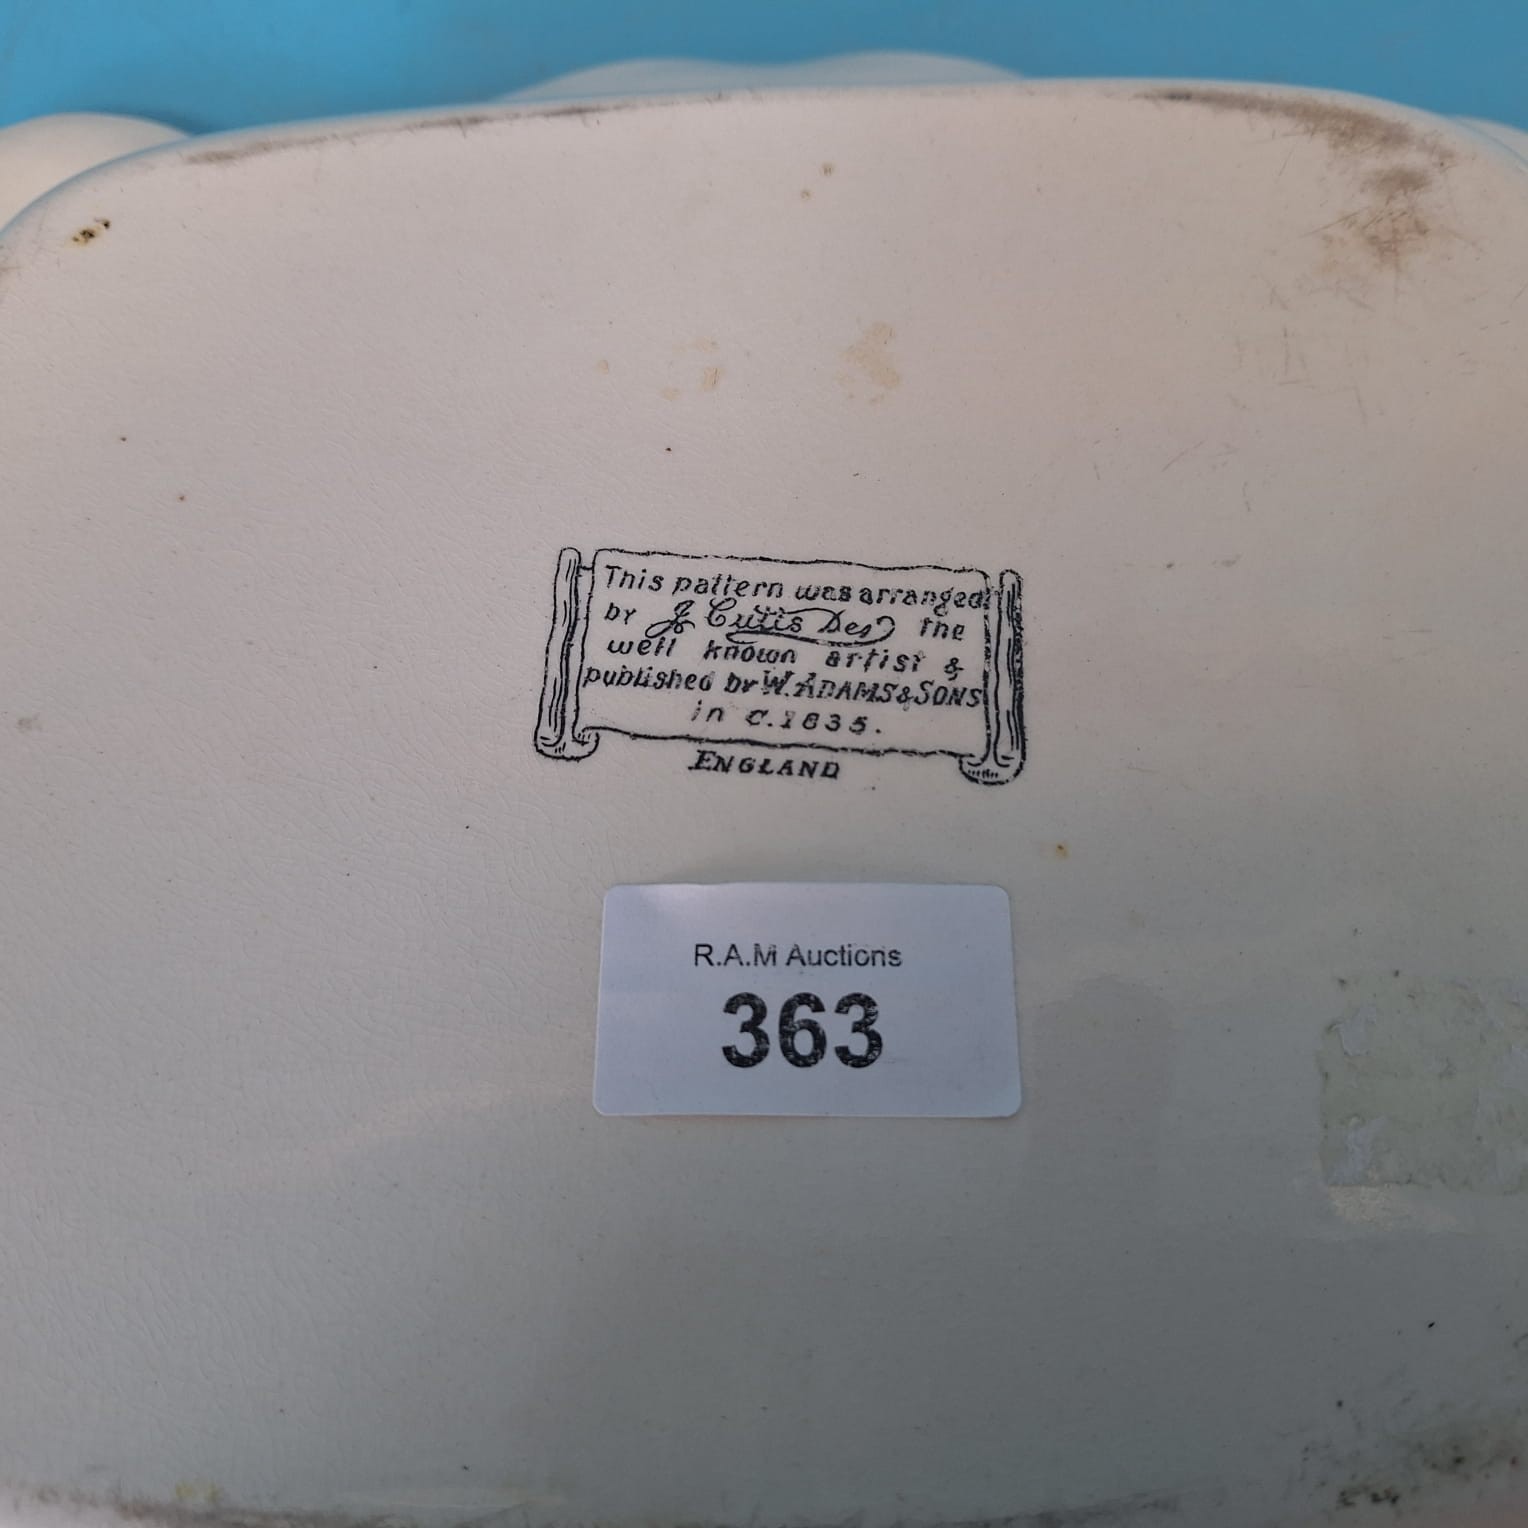 This pattern was arranged
by J. Cutts Des. the
well known artist &
published by W. ADAMS & SONS
in c. 1835.
ENGLAND
R.A.M Auctions
363